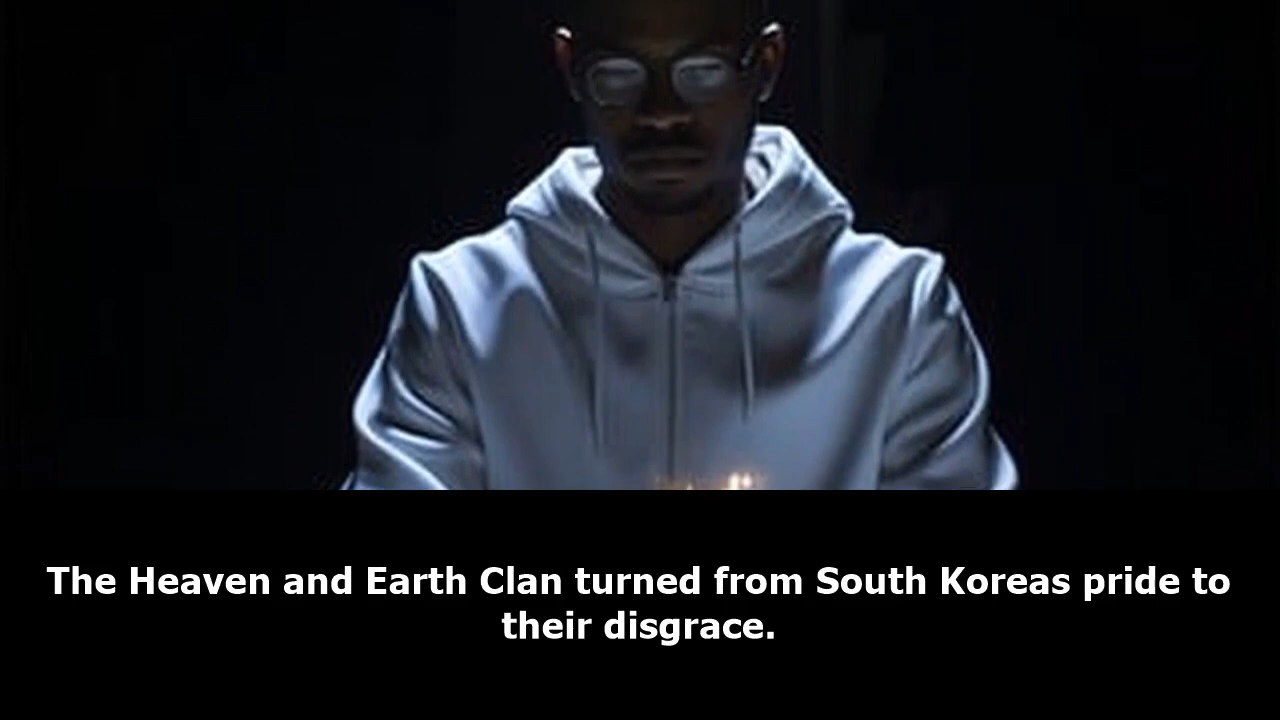 The Heaven and Earth Clan turned from South Koreas pride to
their disgrace.